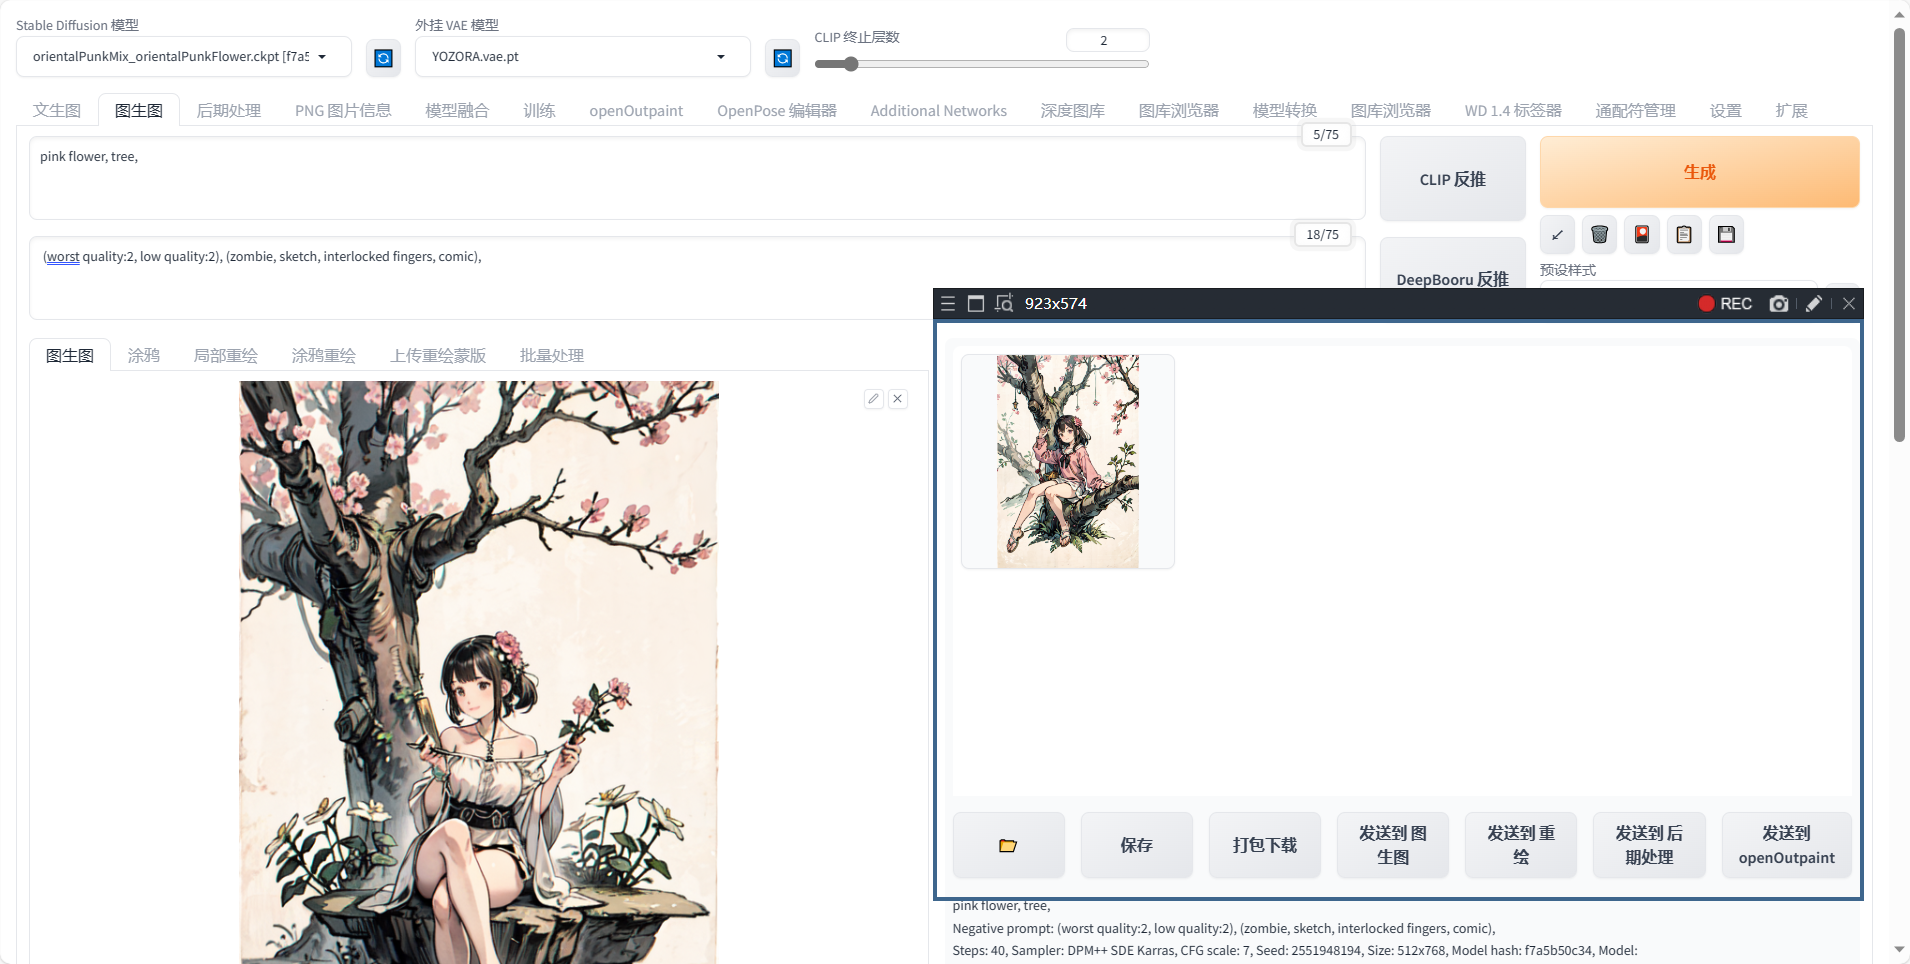 Stable Diffusion 模型
外挂 VAE 模型
CLIP 终止层数
2
orientalPunkMix_orientalPunkFlower.ckpt [f7a5
YOZORA.vae.pt
文生图 图生图 后期处理 PNG 图片信息 模型融合 训练 openOutpaint OpenPose 编辑器 Additional Networks 深度图库 图库浏览器 模型转换 图库浏览器 WD 1.4 标签器 通配符管理 设置 扩展
5/75
pink flower, tree,
CLIP 反推
生成
18/75
(worst quality:2, low quality:2), (zombie, sketch, interlocked fingers, comic),
DeepBooru 反推
预设样式
923x574
REC
图生图 涂鸦 局部重绘 涂鸦重绘 上传重绘蒙版 批量处理
保存
打包下载
发送到 图
生图
发送到 重
绘
发送到 后
期处理
发送到
openOutpaint
pink flower, tree,
Negative prompt: (worst quality:2, low quality:2), (zombie, sketch, interlocked fingers, comic),
Steps: 40, Sampler: DPM++ SDE Karras, CFG scale: 7, Seed: 2551948194, Size: 512x768, Model hash: f7a5b50c34, Model: